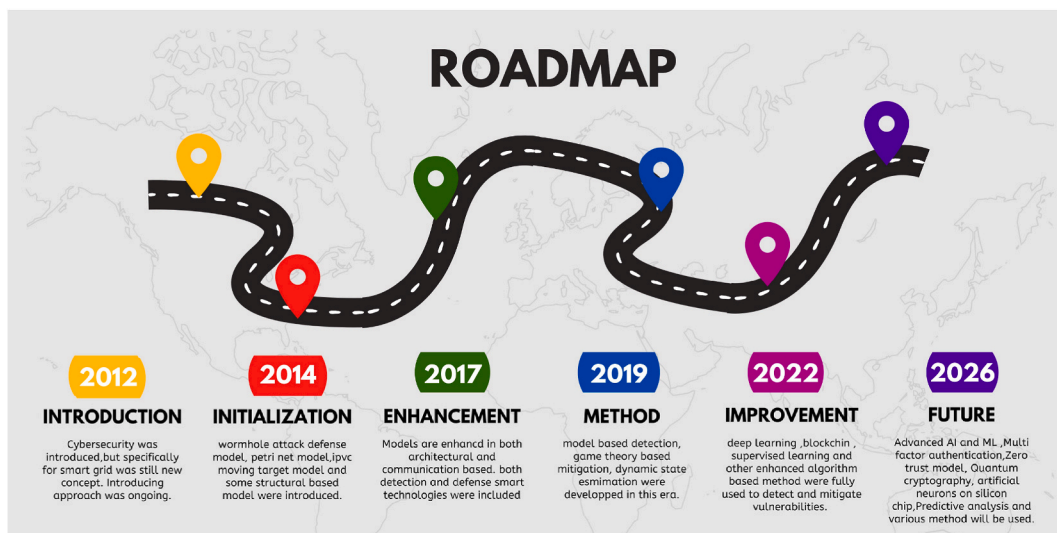 ROADMAP
2012
INTRODUCTION
Cybersecurity was
introduced,but specifically
for smart grid was still new
concept. Introducing
approach was ongoing.
2014
INITIALIZATION
wormhole attack defense
model, petri net model,ipvc
moving target model and
some structural based
model were introduced.
2017
ENHANCEMENT
Models are enhancd in both
architectural and
communication based. both
detection and defense smart
technologies were included
2019
METHOD
model based detection,
game theory based
mitigation, dynamic state
esmimation were
developped in this era.
2022
IMPROVEMENT
deep learning ,blockchain ,
supervised learning and
other enhanced algorithm
based method were fully
used to detect and mitigate
vulnerabilities.
2026
FUTURE
Advanced AI and ML ,Multi
factor authentication,Zero
trust model, Quantum
cryptography, artificial
neurons on silicon
chip,Predictive analysis and
various method will be used.